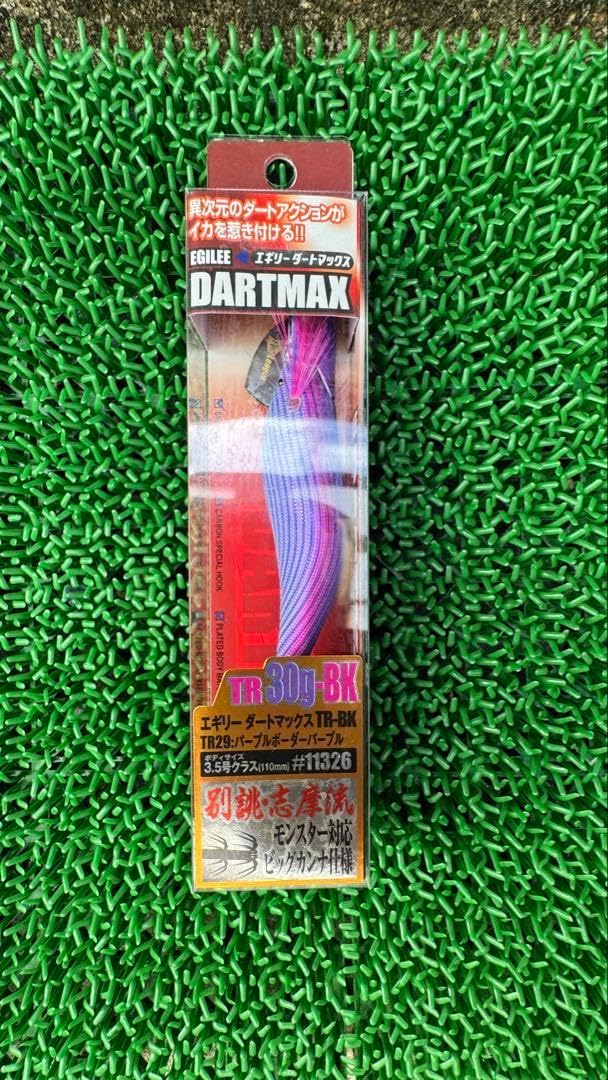 異次元のダートアクションが
イカを惹き付ける!!
EGILEE エギリーダートマックス
DARTMAX
CARBON SPECIAL HOOK
PLATED BODY
TR 30g-BK
エギリー ダートマックス TR-BK
TR29:パープルボーダーパープル
ボディサイズ
3.5号クラス(110mm) #11326
別誂・志摩流
モンスター対応
ビッグカンナ仕様